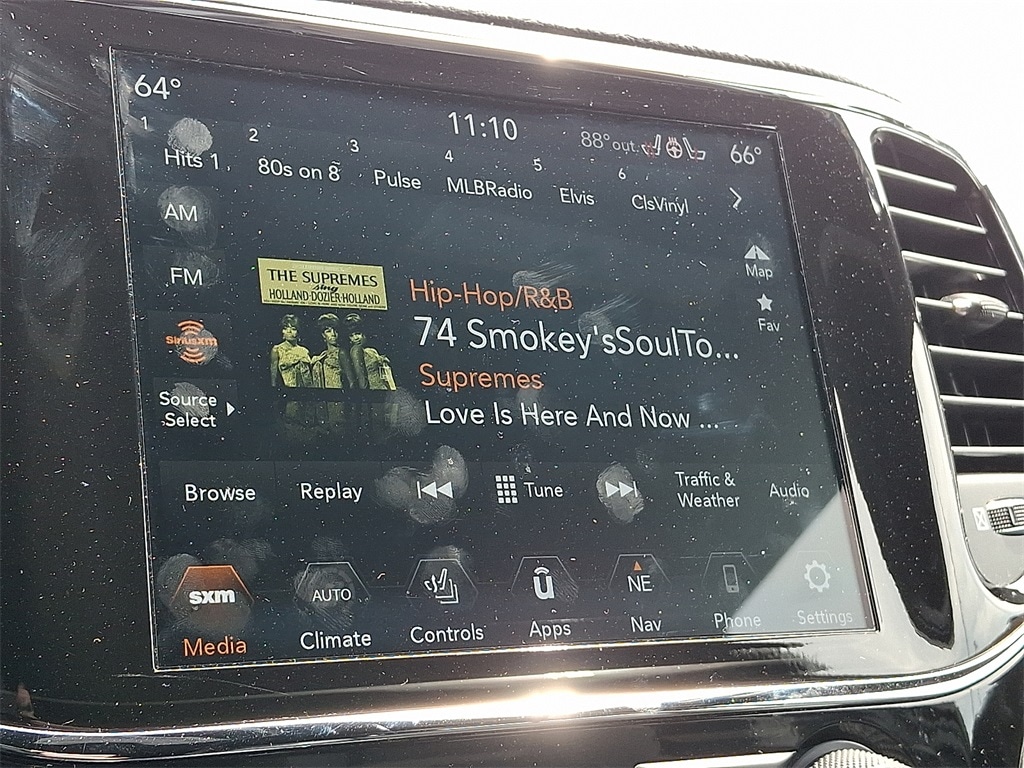 64°
11:10
88°out
66°
1
2
3
4
5
6
Hits 1
80s on 8
Pulse
MLBRadio
Elvis
ClsVinyl
AM
FM
SiriusXM
Source
Select
THE SUPREMES
sing
HOLLAND·DOZIER·HOLLAND
Hip-Hop/R&B
74 Smokey'sSoulTo...
Supremes
Love Is Here And Now ...
Map
Fav
Browse
Replay
Tune
Traffic &
Weather
Audio
sxm
AUTO
NE
Media
Climate
Controls
Apps
Nav
Phone
Settings